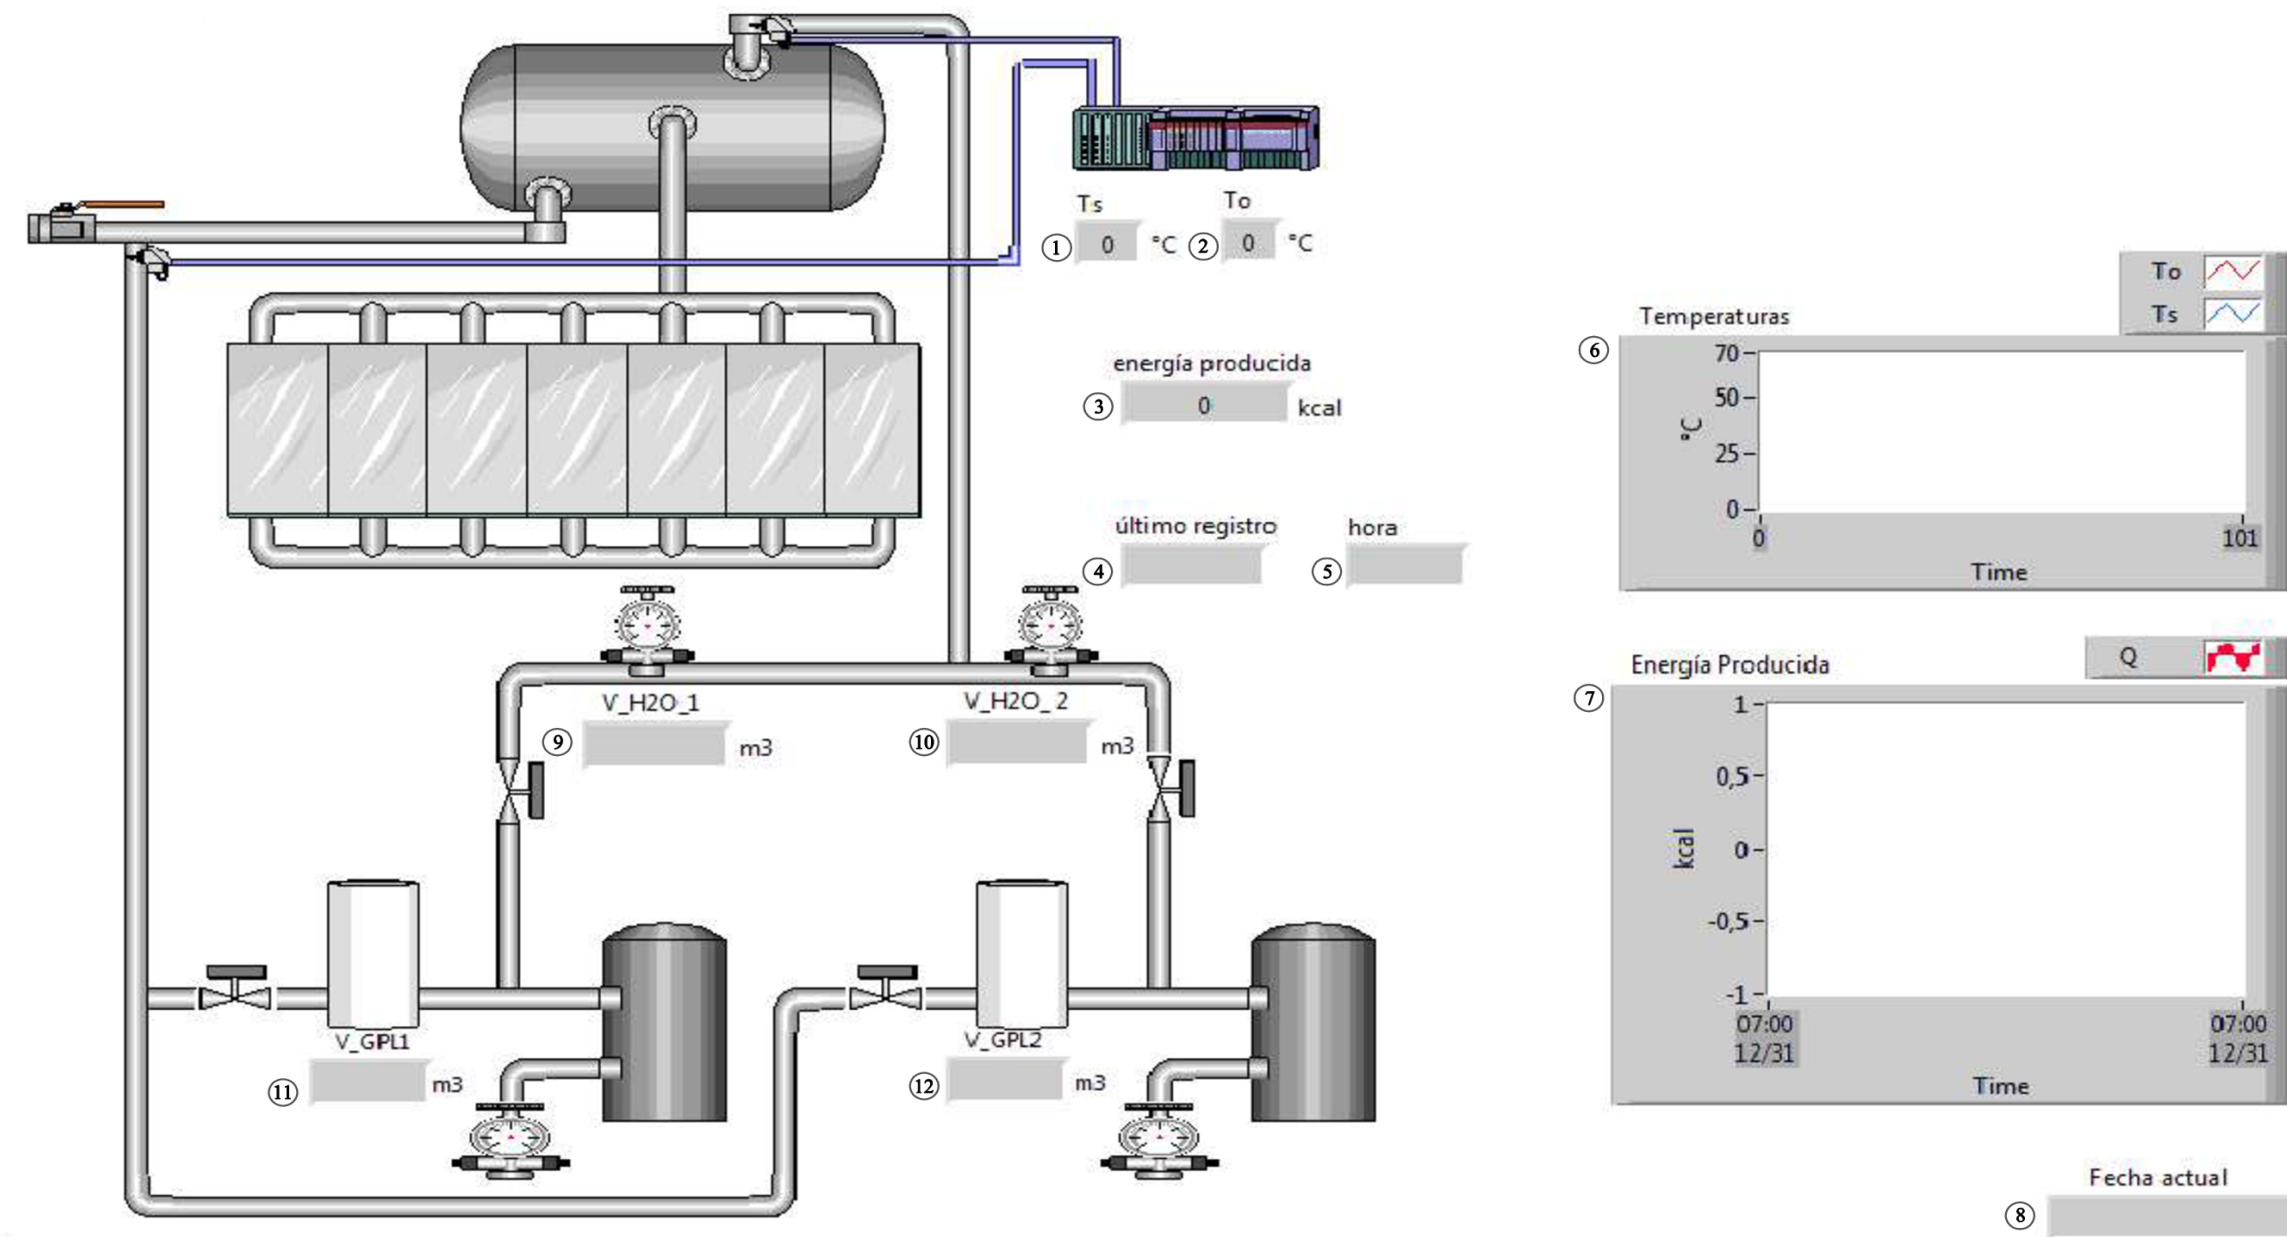 Ts
To
① 0 °C ② 0 °C
energía producida
③ 0 kcal
último registro hora
④ ⑤
To
Ts
Temperaturas
⑥
70
50
25
0
°C
0 101
Time
Energía Producida
Q
⑦
1
0,5
0
-0,5
-1
kcal
07:00 07:00
12/31 12/31
Time
V_H2O_1 V_H2O_ 2
⑨ m3 ⑩ m3
V_GPL1 V_GPL2
⑪ m3 ⑫ m3
Fecha actual
⑧